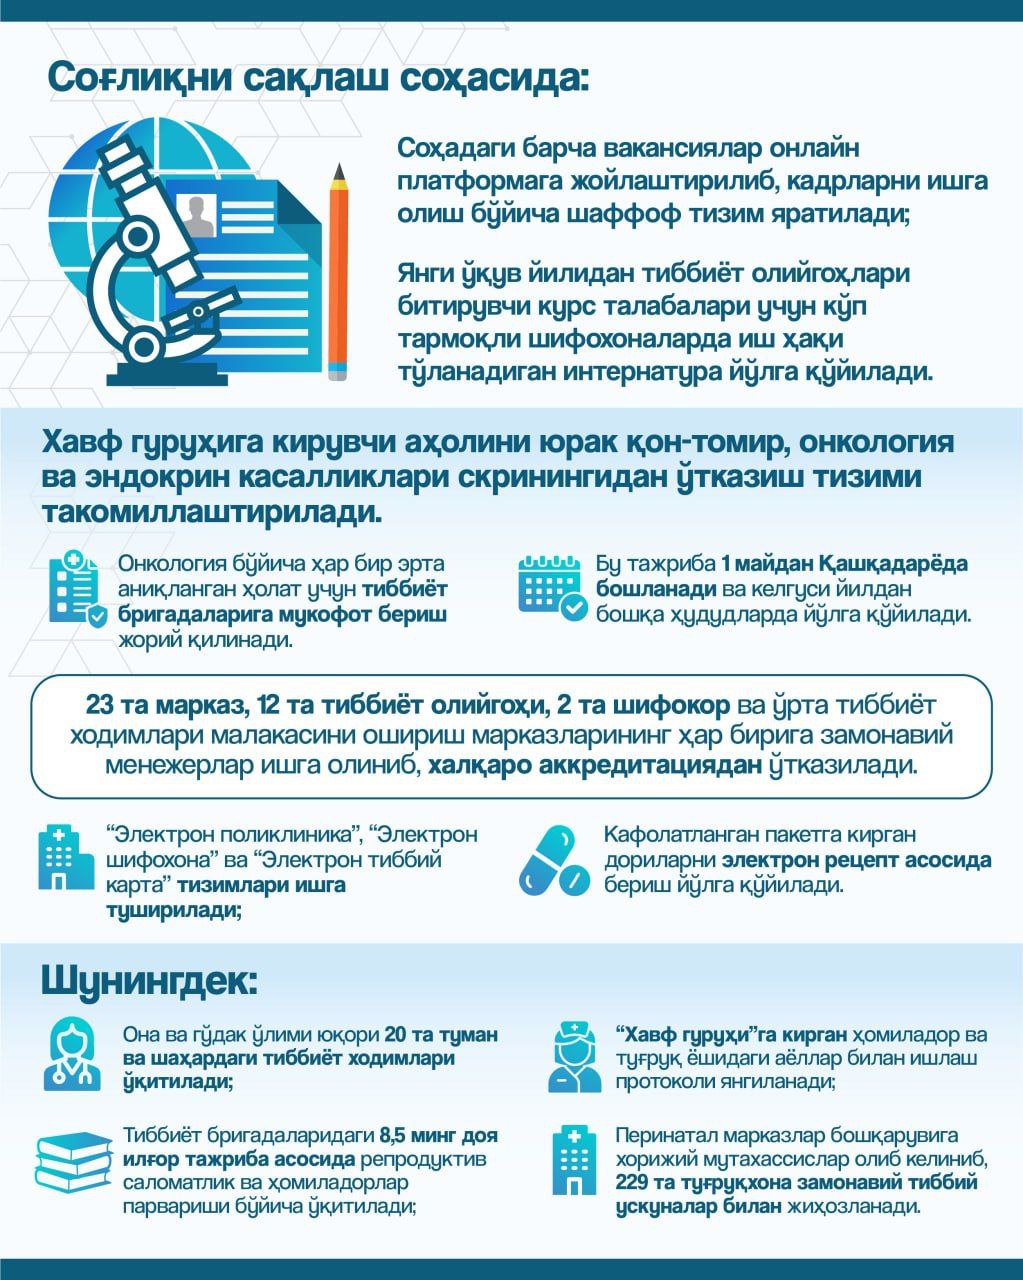 Соғлиқни сақлаш соҳасида:
Соҳадаги барча вакансиялар онлайн
платформага жойлаштирилиб, кадрларни ишга
олиш бўйича шаффоф тизим яратилади;
Янги ўқув йилидан тиббиёт олийгоҳлари
битирувчи курс талабалари учун кўп
тармоқли шифохоналарда иш ҳақи
тўланадиган интернатура йўлга қўйилади.
Хавф гуруҳига кирувчи аҳолини юрак қон-томир, онкология
ва эндокрин касалликлари скринингидан ўтказиш тизими
такомиллаштирилади.
Онкология бўйича ҳар бир эрта
аниқланган ҳолат учун тиббиёт
бригадаларига мукофот бериш
жорий қилинади.
Бу тажриба 1 майдан Қашқадарёда
бошланади ва келгуси йилдан
бошқа ҳудудларда йўлга қўйилади.
23 та марказ, 12 та тиббиёт олийгоҳи, 2 та шифокор ва ўрта тиббиёт
ходимлари малакасини ошириш марказларининг ҳар бирига замонавий
менежерлар ишга олиниб, халқаро аккредитациядан ўтказилади.
“Электрон поликлиника”, “Электрон
шифохона” ва “Электрон тиббий
карта” тизимлари ишга
туширилади;
Кафолатланган пакетга кирган
дориларни электрон рецепт асосида
бериш йўлга қўйилади.
Шунингдек:
Она ва гўдак ўлими юқори 20 та туман
ва шаҳардаги тиббиёт ходимлари
ўқитилади;
“Хавф гуруҳи”га кирган ҳомиладор ва
туғруқ ёшидаги аёллар билан ишлаш
протоколи янгиланади;
Тиббиёт бригадаларидаги 8,5 минг доя
илғор тажриба асосида репродуктив
саломатлик ва ҳомиладорлар
парвариши бўйича ўқитилади;
Перинатал марказлар бошқарувига
хорижий мутахассислар олиб келиниб,
229 та туғруқхона замонавий тиббий
ускуналар билан жиҳозланади.